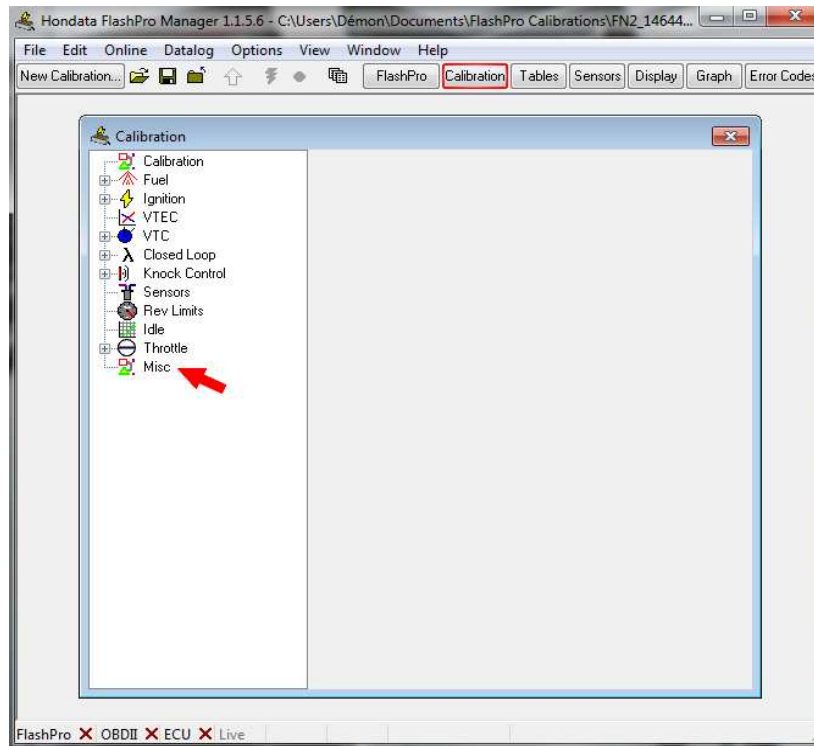 Hondata FlashPro Manager 1.1.5.6 - C:\Users\Démon\Documents\FlashPro Calibrations\FN2_14644...
File Edit Online Datalog Options View Window Help
New Calibration... FlashPro Calibration Tables Sensors Display Graph Error Codes
Calibration
Calibration
Fuel
Ignition
VTEC
VTC
Closed Loop
Knock Control
Sensors
Rev Limits
Idle
Throttle
Misc
FlashPro OBDII ECU Live